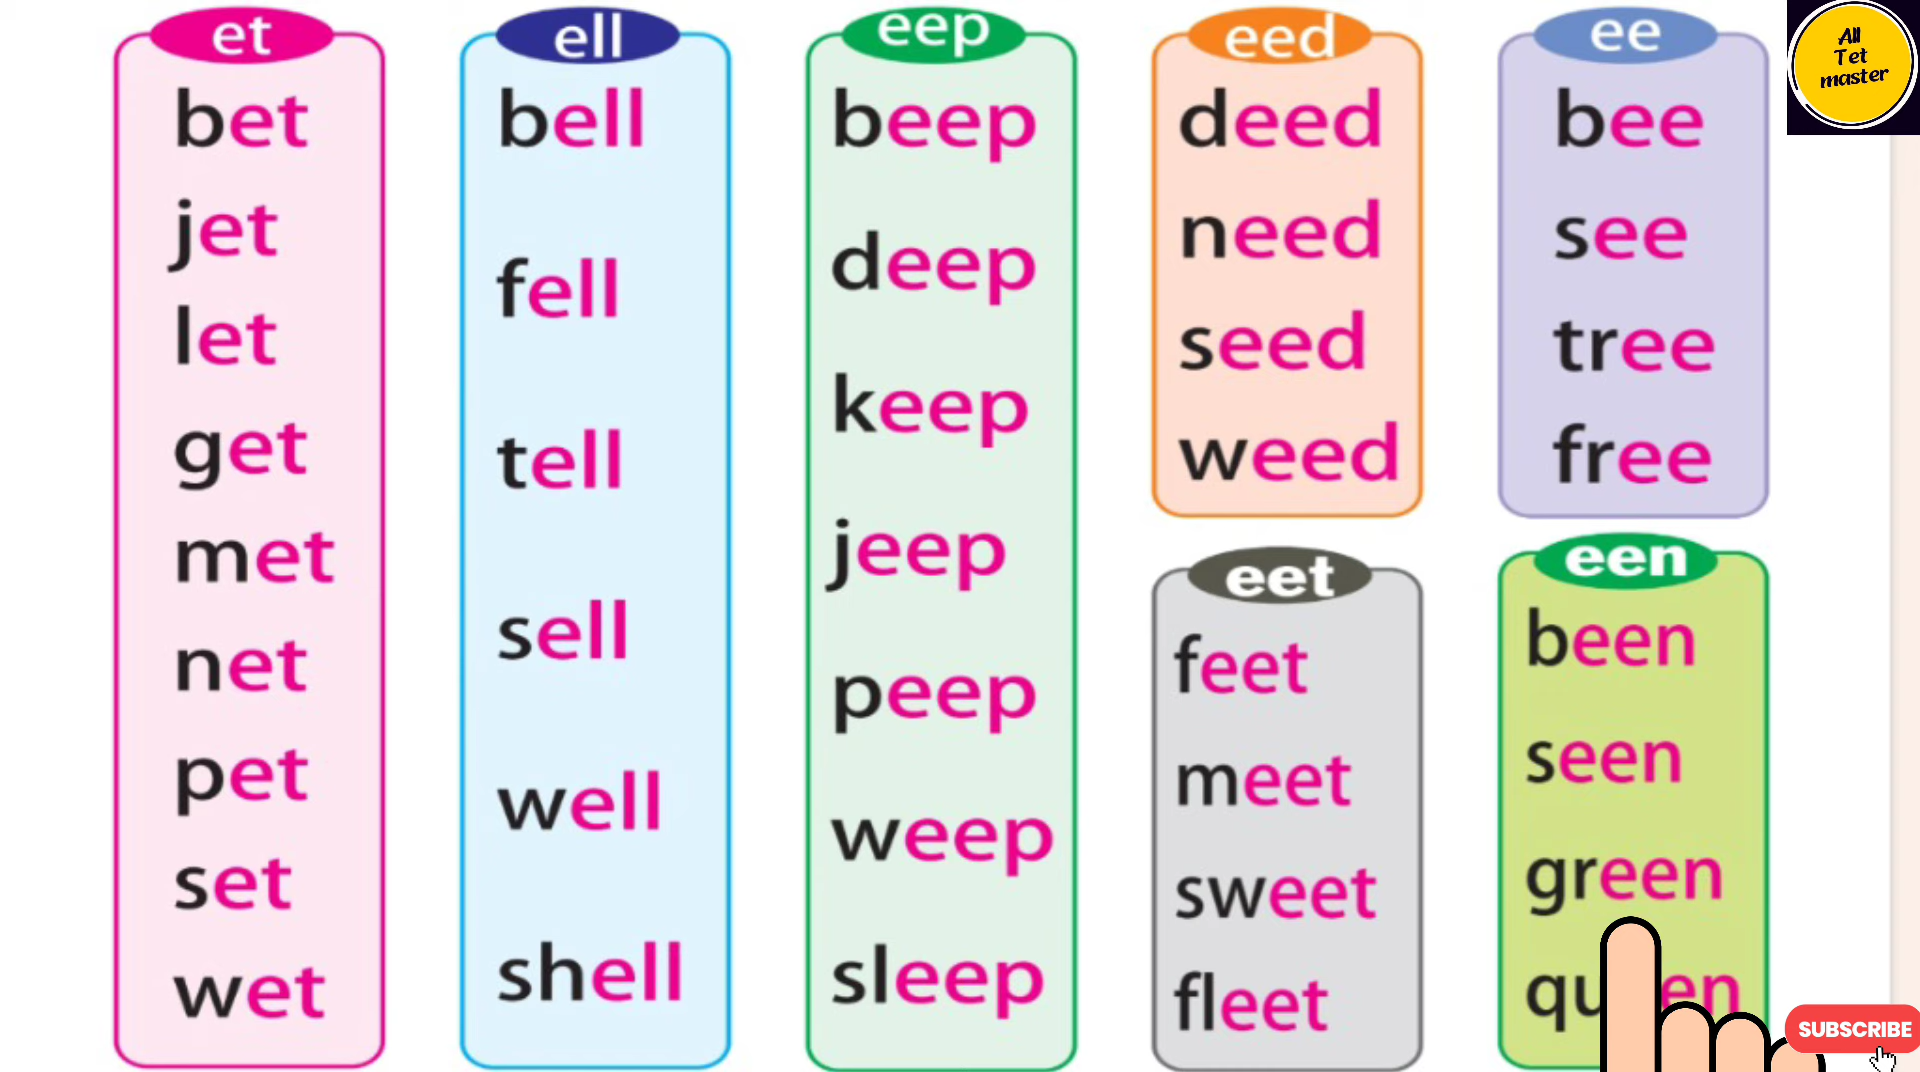 et
bet
jet
let
get
met
net
pet
set
wet
ell
bell
fell
tell
sell
well
shell
eep
beep
deep
keep
jeep
peep
weep
sleep
eed
deed
need
seed
weed
eet
feet
meet
sweet
fleet
ee
bee
see
tree
free
een
been
seen
green
All
Tet
master
SUBSCRIBE